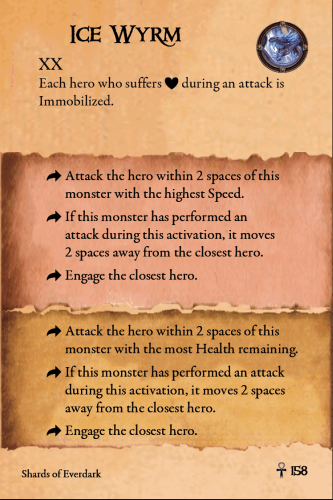 ICE WYRM
XX
Each hero who suffers ♥ during an attack is
Immobilized.
Attack the hero within 2 spaces of this
monster with the highest Speed.
If this monster has performed an
attack during this activation, it moves
2 spaces away from the closest hero.
Engage the closest hero.
Attack the hero within 2 spaces of this
monster with the most Health remaining.
If this monster has performed an attack
during this activation, it moves 2 spaces
away from the closest hero.
Engage the closest hero.
Shards of Everdark
158